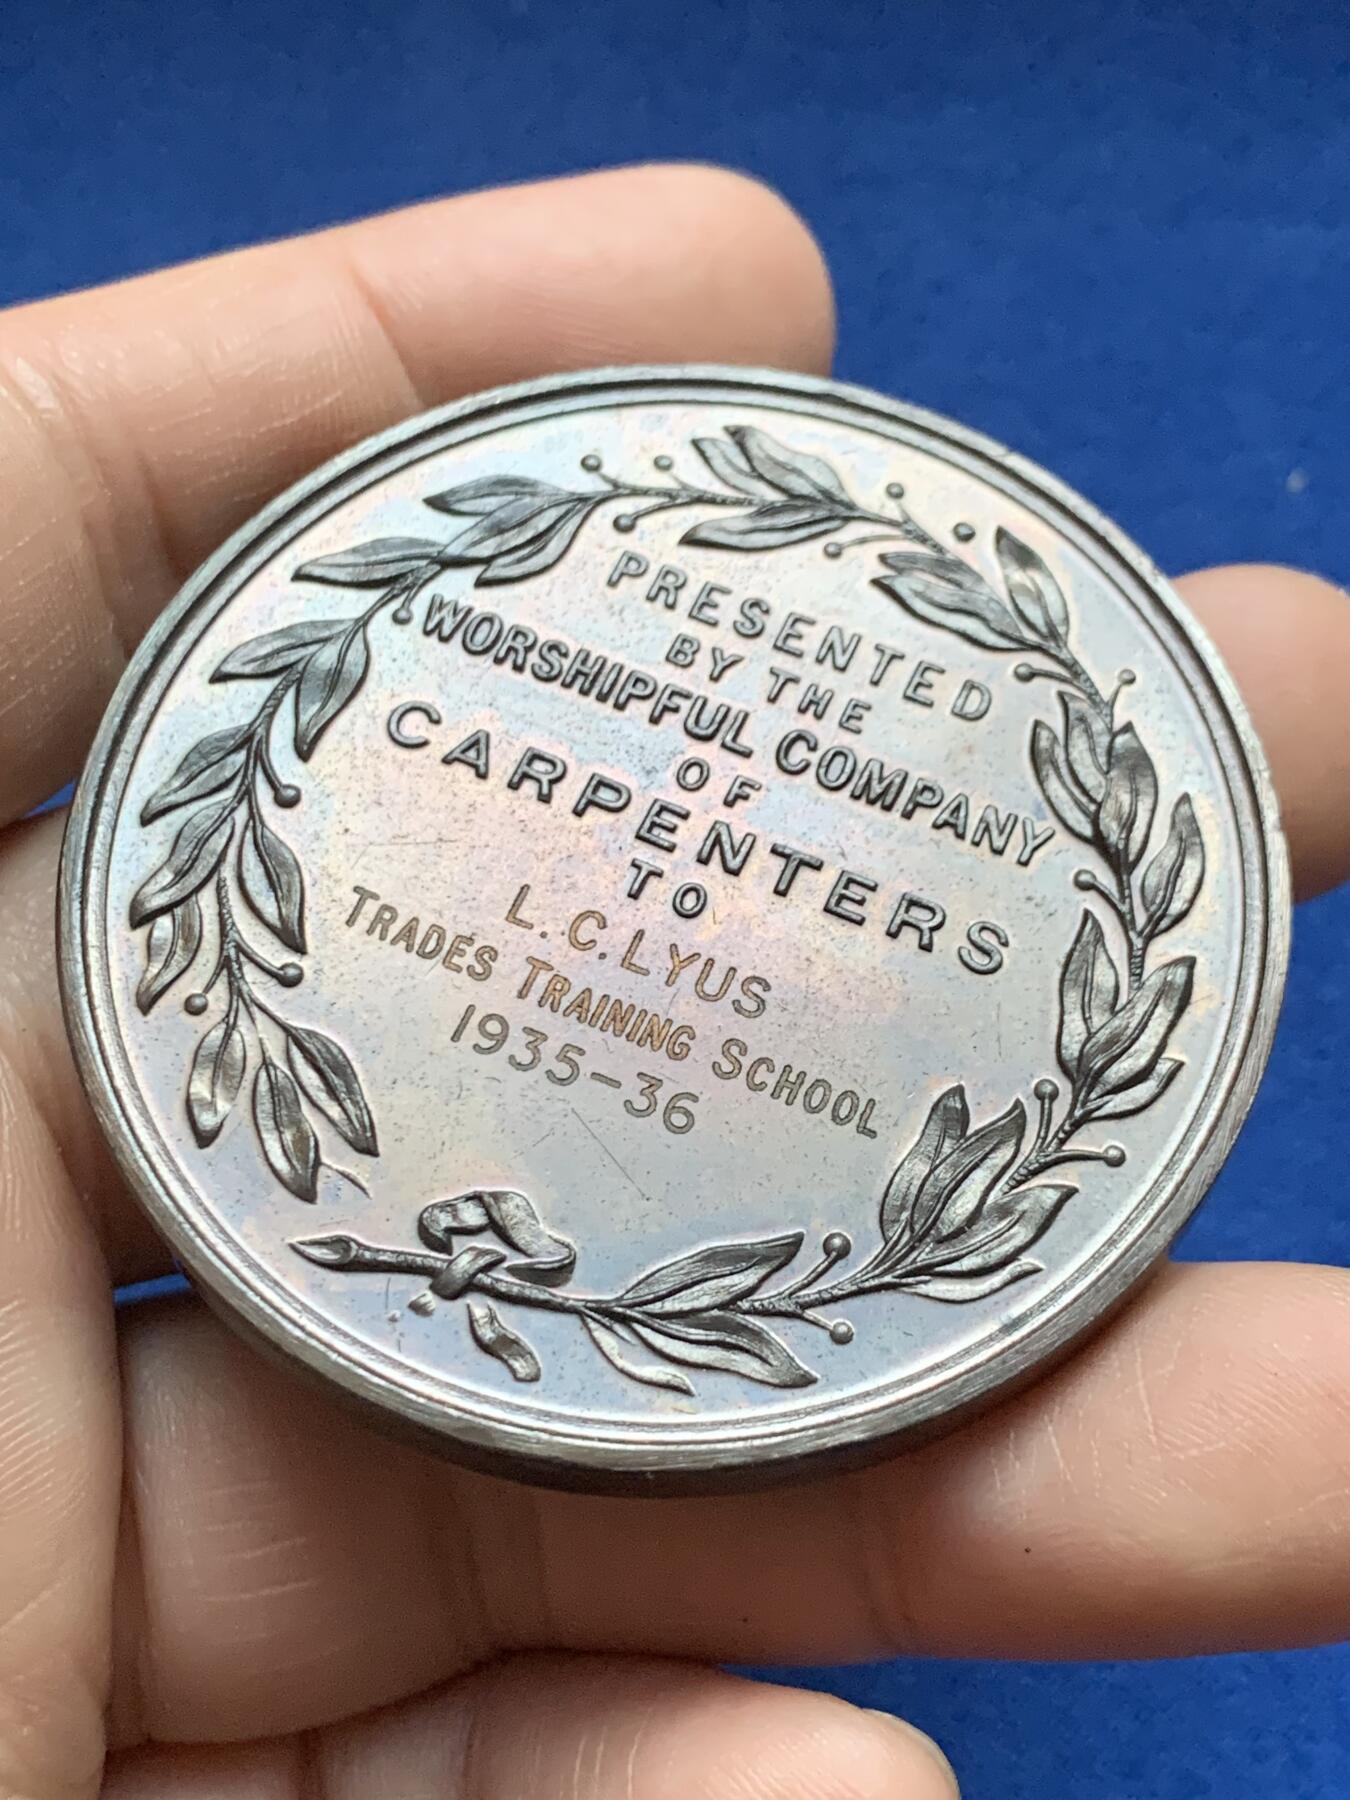 PRESENTED
BY THE
WORSHIPFUL COMPANY
OF
CARPENTERS
TO
L. C. LYUS
TRADES TRAINING SCHOOL
1935-36